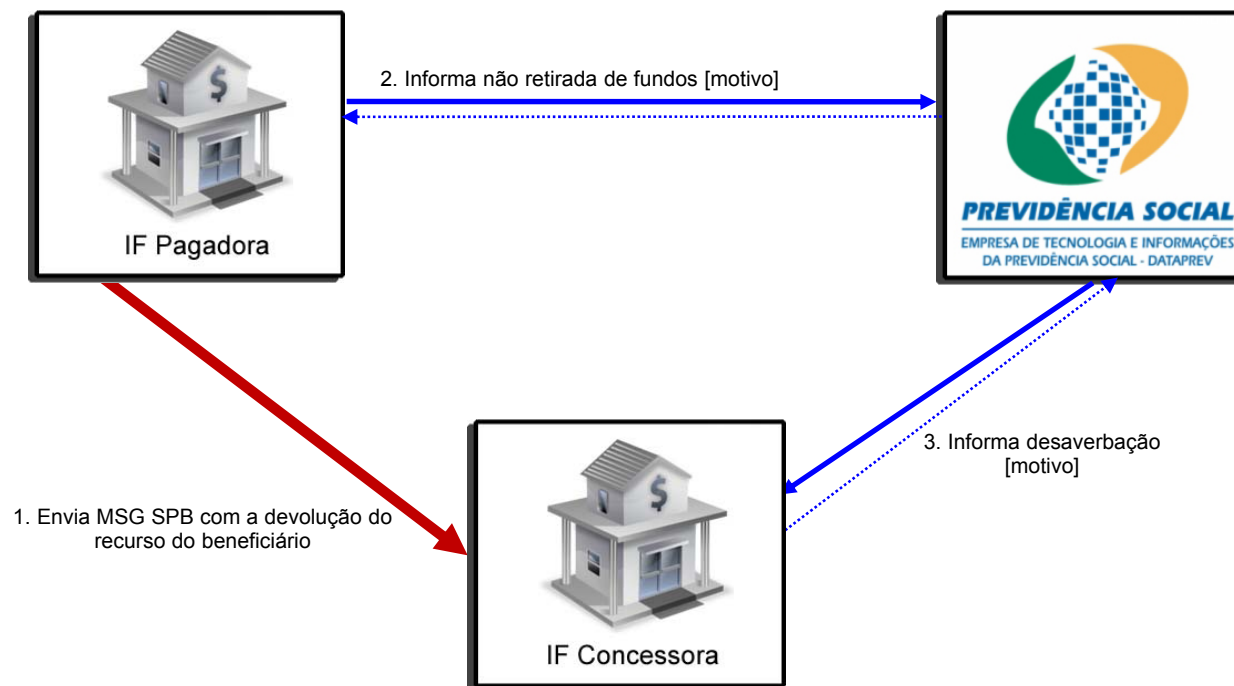 2. Informa não retirada de fundos [motivo]
IF Pagadora
PREVIDÊNCIA SOCIAL
EMPRESA DE TECNOLOGIA E INFORMAÇÕES
DA PREVIDÊNCIA SOCIAL - DATAPREV
3. Informa desaverbação
[motivo]
1. Envia MSG SPB com a devolução do
recurso do beneficiário
IF Concessora